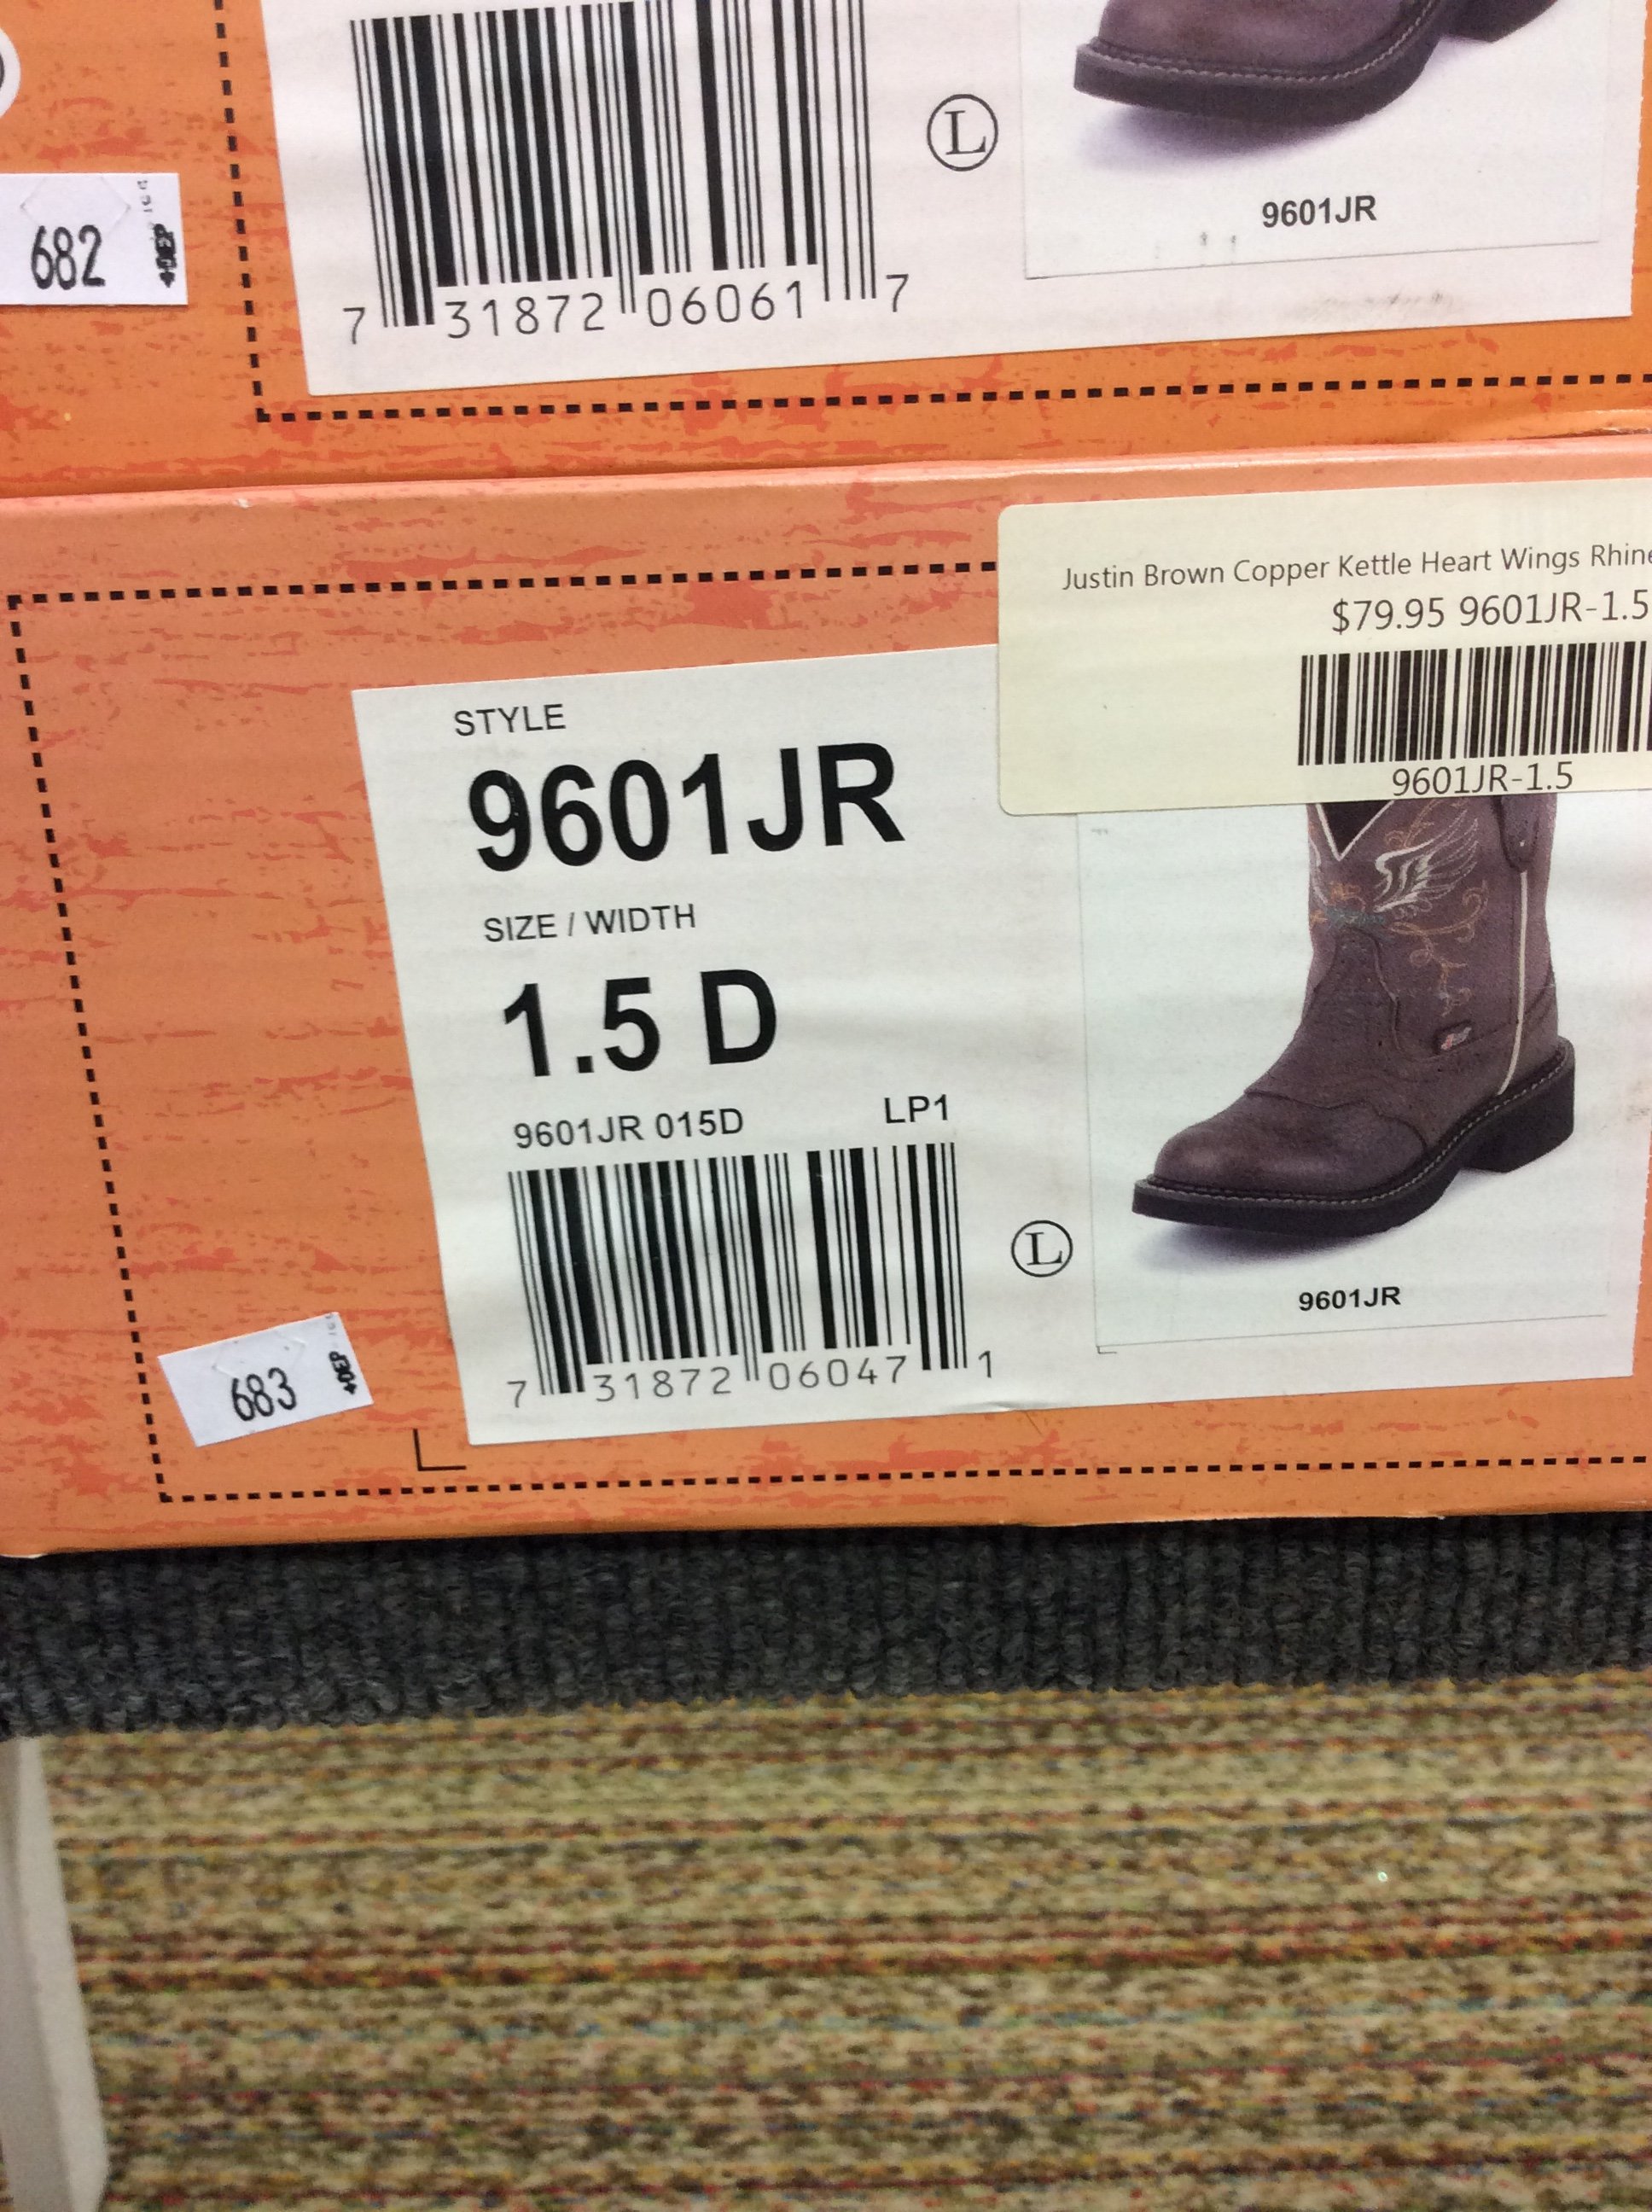 L
9601JR
682
7 31872 06061 7
Justin Brown Copper Kettle Heart Wings
$79.95 9601JR-1.5
9601JR-1.5
STYLE
9601JR
SIZE / WIDTH
1.5 D
9601JR 015D LP1
L
9601JR
7 31872 06047 1
683